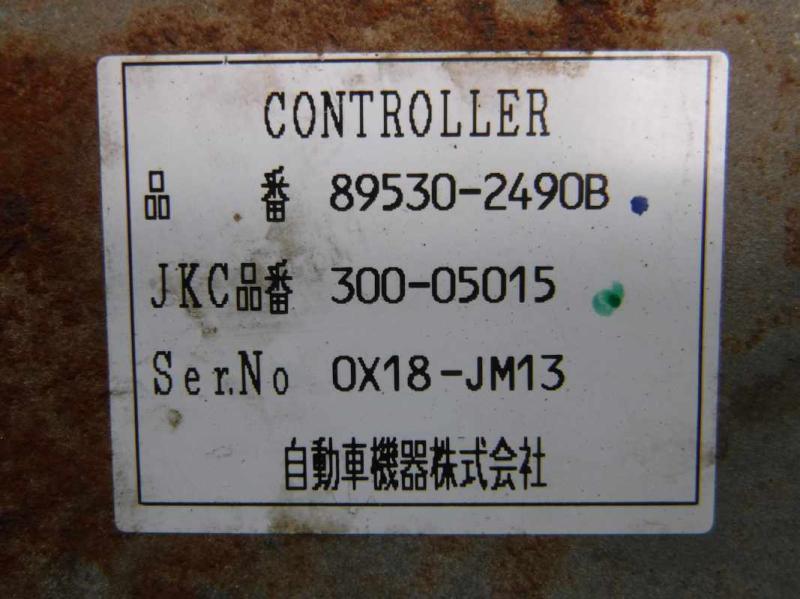 CONTROLLER
品 番 89530-2490B
JKC品番 300-05015
Ser.No 0X18-JM13
自動車機器株式会社